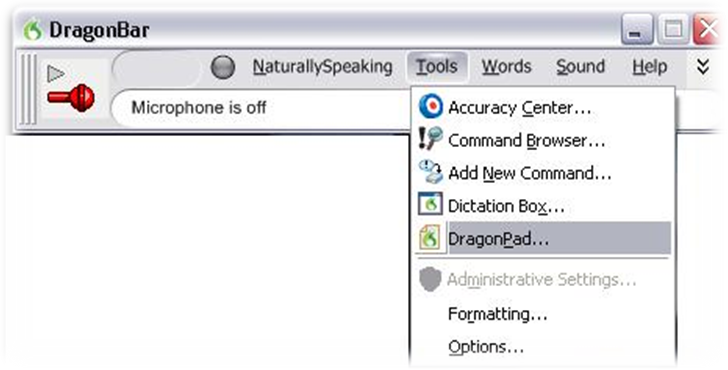 DragonBar
NaturallySpeaking Tools Words Sound Help
Microphone is off
Accuracy Center...
Command Browser...
Add New Command...
Dictation Box...
DragonPad...
Administrative Settings...
Formatting...
Options...